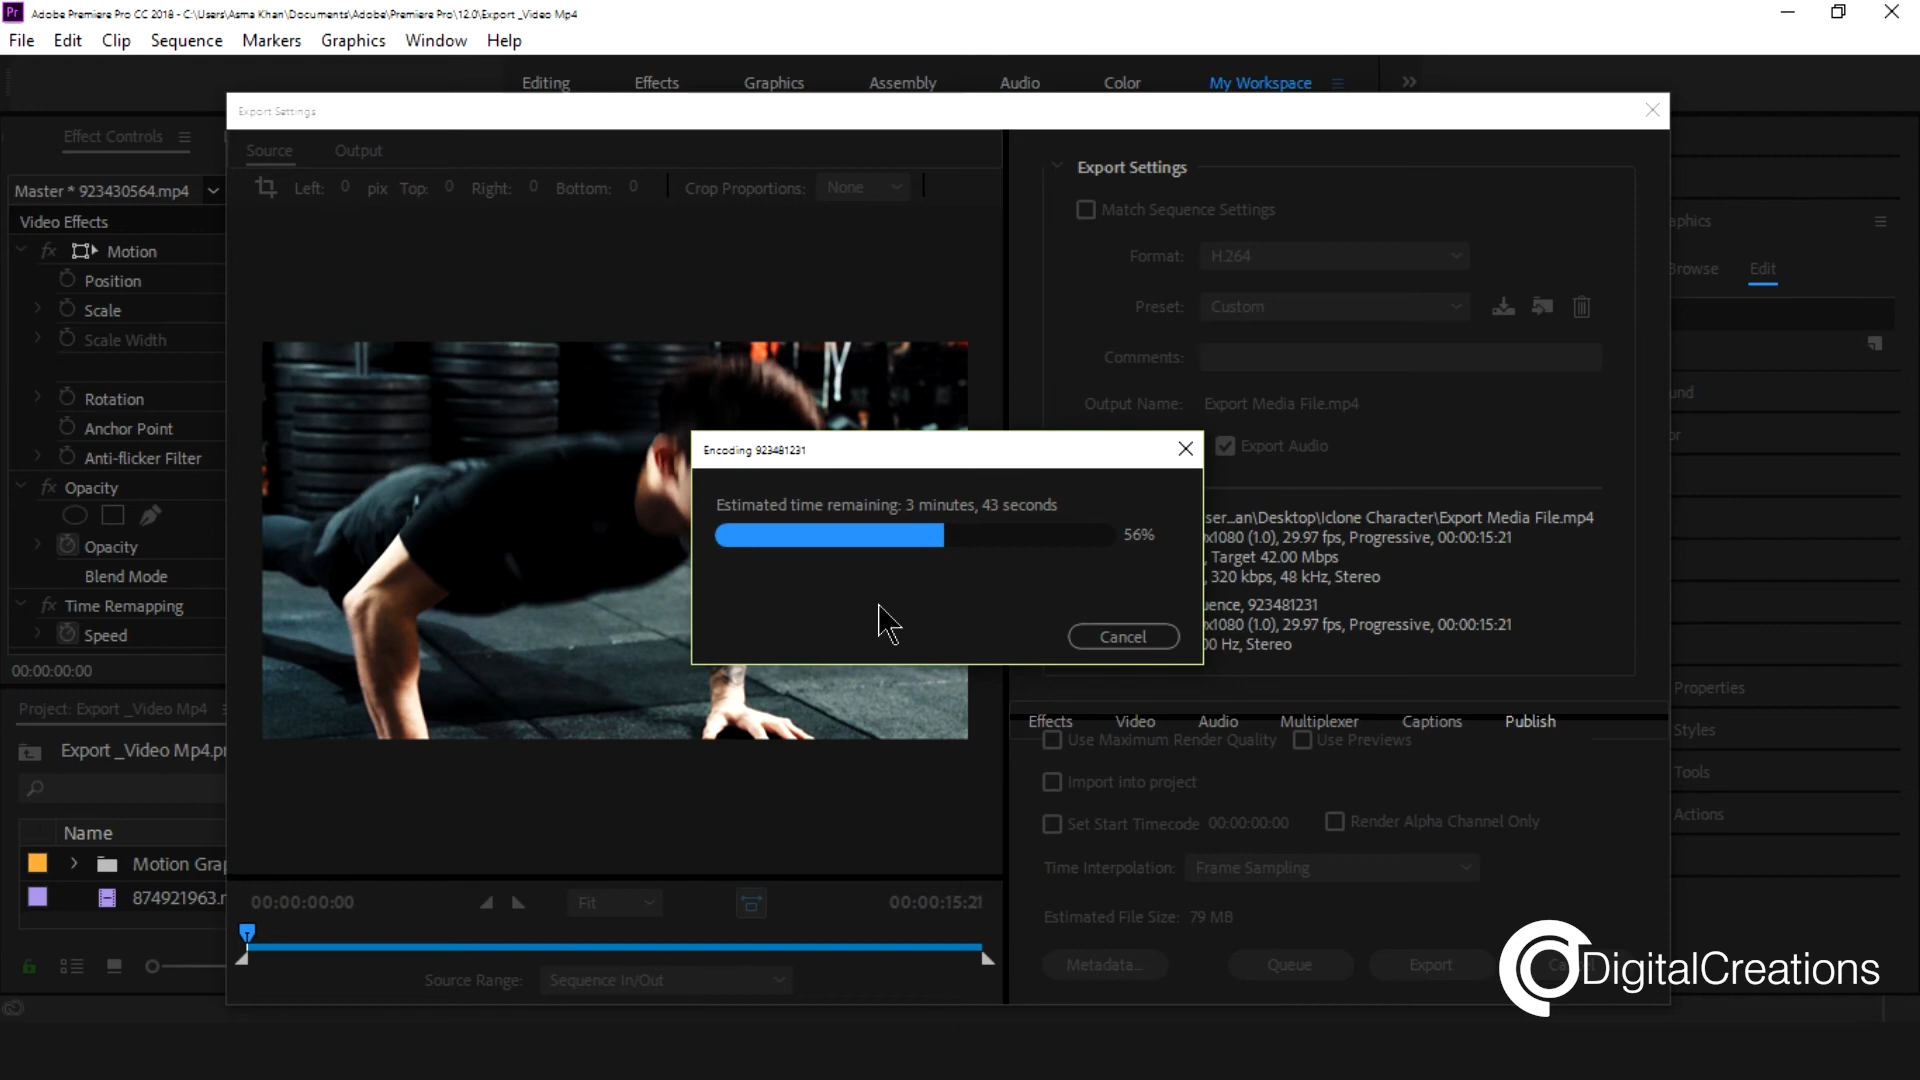 Pr Adobe Premiere Pro CC 2018 - C:\Users\Asma Khan\Documents\Adobe\Premiere Pro\12.0\Export _Video Mp4
File Edit Clip Sequence Markers Graphics Window Help
Editing Effects Graphics Assembly Audio Color My Workspace
Export Settings
Effect Controls
Source Output
Export Settings
Master * 923430564.mp4
Left: 0 pix Top: 0 Right: 0 Bottom: 0 Crop Proportions: None
Match Sequence Settings
aphics
Video Effects
fx Motion
Format: H.264
Browse Edit
Position
Scale
Preset: Custom
Scale Width
Comments:
Rotation
Output Name: Export Media File.mp4
Anchor Point
Export Audio
Anti-flicker Filter
Encoding 923481231
fx Opacity
Estimated time remaining: 3 minutes, 43 seconds
56%
Cancel
ser_an\Desktop\Iclone Character\Export Media File.mp4
x1080 (1.0), 29.97 fps, Progressive, 00:00:15:21
, Target 42.00 Mbps
, 320 kbps, 48 kHz, Stereo
uence, 923481231
x1080 (1.0), 29.97 fps, Progressive, 00:00:15:21
00 Hz, Stereo
Opacity
Blend Mode
fx Time Remapping
Speed
00:00:00:00
Properties
Styles
Tools
Actions
Effects Video Audio Multiplexer Captions Publish
Use Maximum Render Quality Use Previews
Import into project
Set Start Timecode 00:00:00:00 Render Alpha Channel Only
Time Interpolation: Frame Sampling
Estimated File Size: 79 MB
Metadata... Queue Export
Project: Export _Video Mp4
Export _Video Mp4.pr
Name
Motion Gra
874921963.m
00:00:00:00 Fit 00:00:15:21
Source Range: Sequence In/Out
DigitalCreations